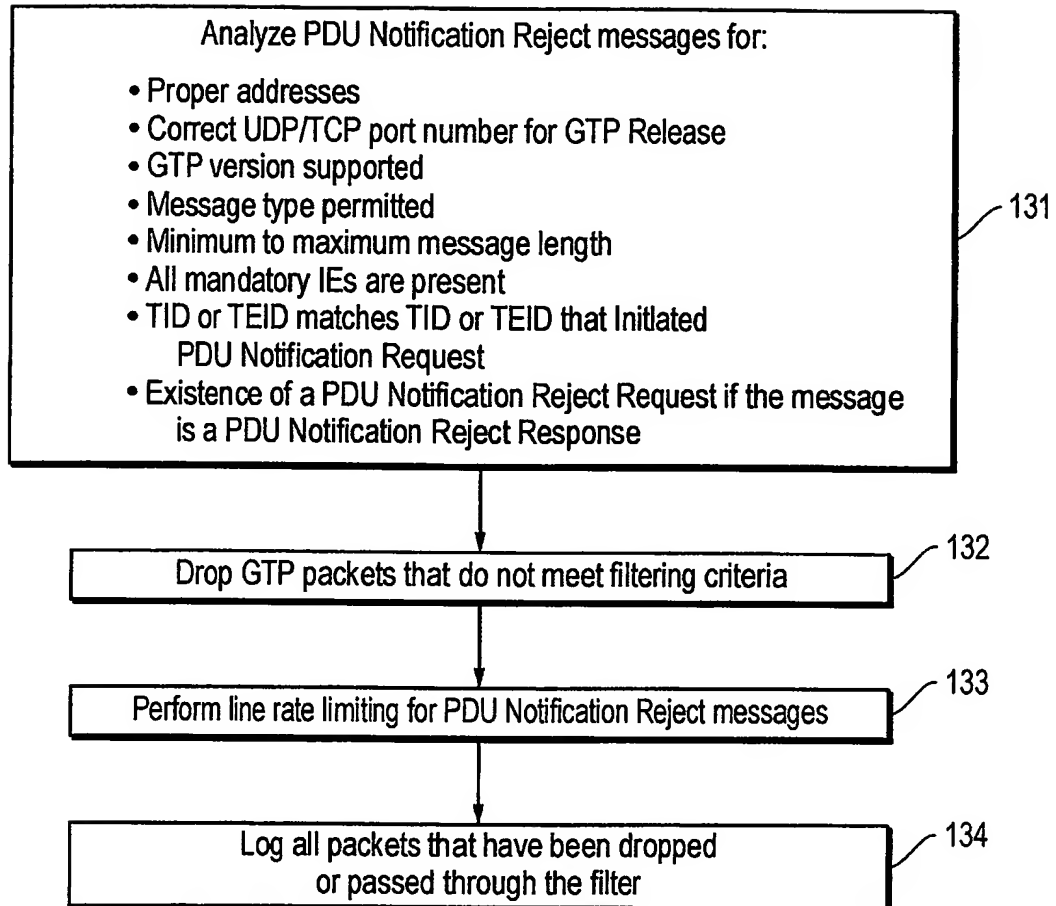 Analyze PDU Notification Reject messages for:
• Proper addresses
• Correct UDP/TCP port number for GTP Release
• GTP version supported
• Message type permitted
• Minimum to maximum message length
• All mandatory IEs are present
• TID or TEID matches TID or TEID that Initiated
PDU Notification Request
• Existence of a PDU Notification Reject Request if the message
is a PDU Notification Reject Response
131
Drop GTP packets that do not meet filtering criteria
132
Perform line rate limiting for PDU Notification Reject messages
133
Log all packets that have been dropped
or passed through the filter
134